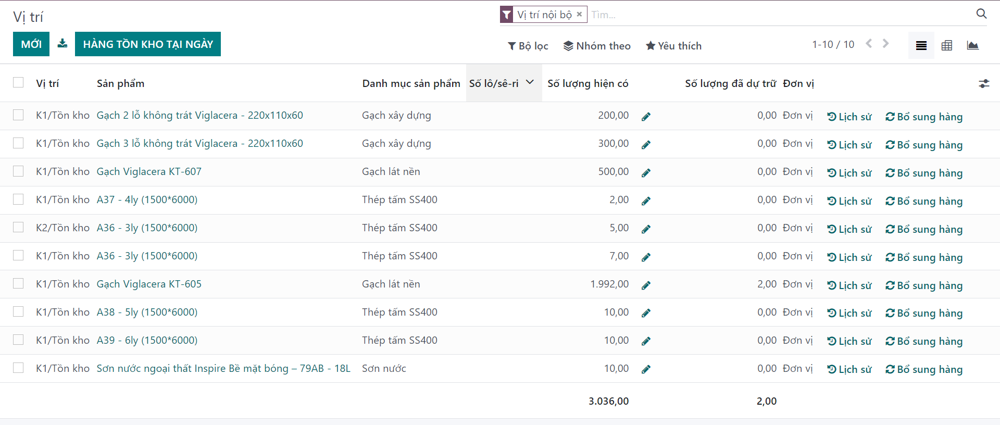 Vị trí
Vị trí nội bộ × Tìm...
MỚI HÀNG TỒN KHO TẠI NGÀY
Bộ lọc Nhóm theo Yêu thích 1-10 / 10
Vị trí Sản phẩm Danh mục sản phẩm Số lô/sê-ri Số lượng hiện có Số lượng đã dự trữ Đơn vị
K1/Tồn kho Gạch 2 lỗ không trát Viglacera - 220x110x60 Gạch xây dựng 200,00 0,00 Đơn vị Lịch sử Bổ sung hàng
K1/Tồn kho Gạch 3 lỗ không trát Viglacera - 220x110x60 Gạch xây dựng 300,00 0,00 Đơn vị Lịch sử Bổ sung hàng
K1/Tồn kho Gạch Viglacera KT-607 Gạch lát nền 500,00 0,00 Đơn vị Lịch sử Bổ sung hàng
K1/Tồn kho A37 - 4ly (1500*6000) Thép tấm SS400 2,00 0,00 Đơn vị Lịch sử Bổ sung hàng
K2/Tồn kho A36 - 3ly (1500*6000) Thép tấm SS400 5,00 0,00 Đơn vị Lịch sử Bổ sung hàng
K1/Tồn kho A36 - 3ly (1500*6000) Thép tấm SS400 7,00 0,00 Đơn vị Lịch sử Bổ sung hàng
K1/Tồn kho Gạch Viglacera KT-605 Gạch lát nền 1.992,00 2,00 Đơn vị Lịch sử Bổ sung hàng
K1/Tồn kho A38 - 5ly (1500*6000) Thép tấm SS400 10,00 0,00 Đơn vị Lịch sử Bổ sung hàng
K1/Tồn kho A39 - 6ly (1500*6000) Thép tấm SS400 10,00 0,00 Đơn vị Lịch sử Bổ sung hàng
K1/Tồn kho Sơn nước ngoại thất Inspire Bề mặt bóng – 79AB - 18L Sơn nước 10,00 0,00 Đơn vị Lịch sử Bổ sung hàng
3.036,00 2,00